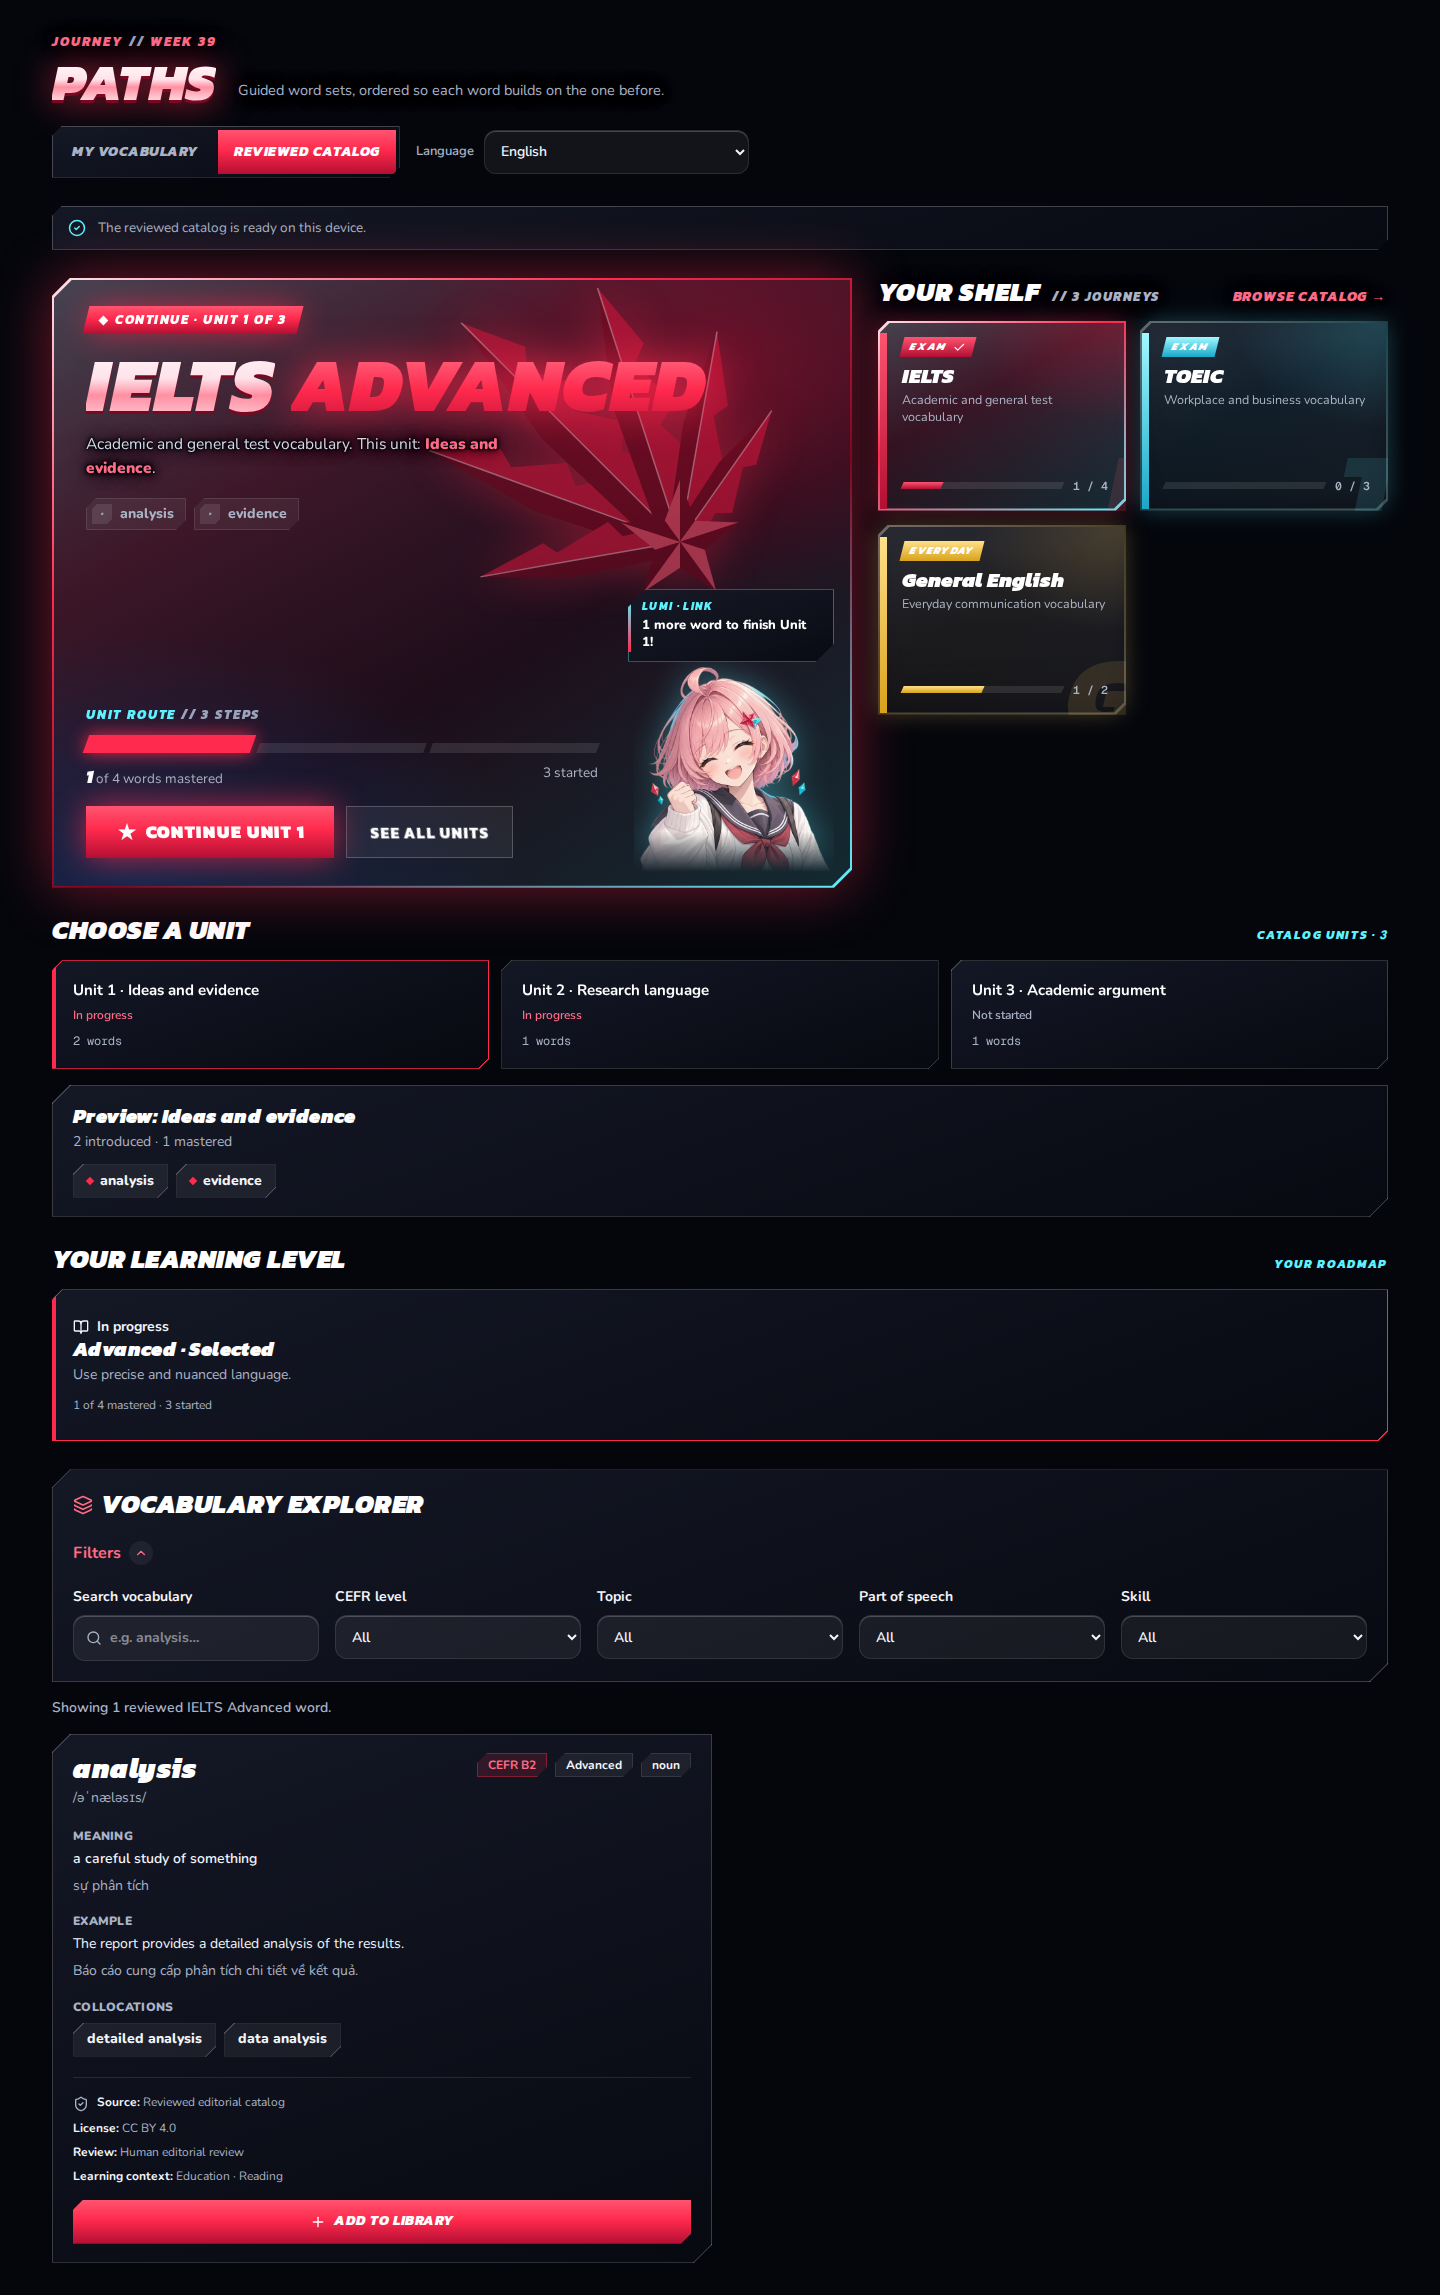 JOURNEY // WEEK 39
PATHS
Guided word sets, ordered so each word builds on the one before.
MY VOCABULARY
REVIEWED CATALOG
Language
English
The reviewed catalog is ready on this device.
◆ CONTINUE · UNIT 1 OF 3
IELTS ADVANCED
Academic and general test vocabulary. This unit: Ideas and
evidence.
· analysis
· evidence
LUMI · LINK
1 more word to finish Unit
1!
UNIT ROUTE // 3 STEPS
1 of 4 words mastered
3 started
★ CONTINUE UNIT 1
SEE ALL UNITS
YOUR SHELF // 3 JOURNEYS
BROWSE CATALOG →
EXAM ✓
IELTS
Academic and general test
vocabulary
1 / 4
EXAM
TOEIC
Workplace and business vocabulary
0 / 3
EVERYDAY
General English
Everyday communication vocabulary
1 / 2
CHOOSE A UNIT
CATALOG UNITS · 3
Unit 1 · Ideas and evidence
In progress
2 words
Unit 2 · Research language
In progress
1 words
Unit 3 · Academic argument
Not started
1 words
Preview: Ideas and evidence
2 introduced · 1 mastered
◆ analysis
◆ evidence
YOUR LEARNING LEVEL
YOUR ROADMAP
In progress
Advanced · Selected
Use precise and nuanced language.
1 of 4 mastered · 3 started
VOCABULARY EXPLORER
Filters
Search vocabulary
CEFR level
Topic
Part of speech
Skill
e.g. analysis...
All
All
All
All
Showing 1 reviewed IELTS Advanced word.
analysis
CEFR B2
Advanced
noun
/əˈnæləsɪs/
MEANING
a careful study of something
sự phân tích
EXAMPLE
The report provides a detailed analysis of the results.
Báo cáo cung cấp phân tích chi tiết về kết quả.
COLLOCATIONS
detailed analysis
data analysis
Source: Reviewed editorial catalog
License: CC BY 4.0
Review: Human editorial review
Learning context: Education · Reading
+ ADD TO LIBRARY